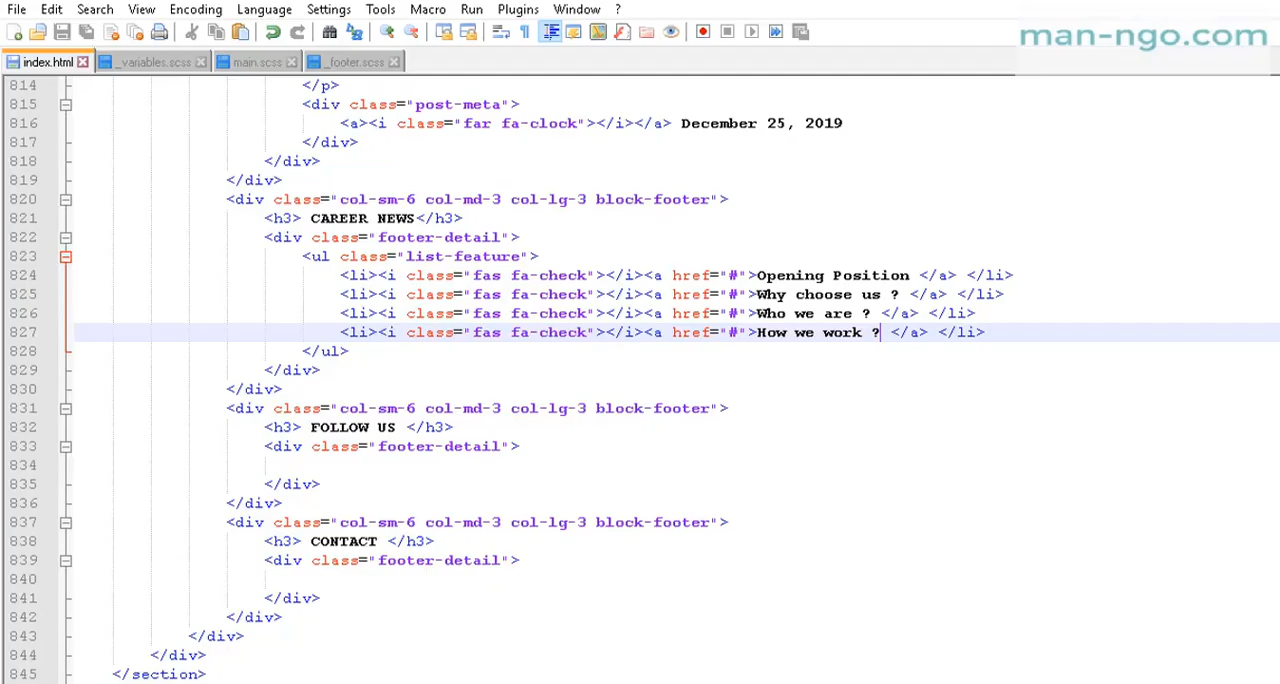 File Edit Search View Encoding Language Settings Tools Macro Run Plugins Window ?
man-ngo.com
index.html _variables.scss main.scss _footer.scss
814 </p>
815 <div class="post-meta">
816 <a><i class="far fa-clock"></i></a> December 25, 2019
817 </div>
818 </div>
819 </div>
820 <div class="col-sm-6 col-md-3 col-lg-3 block-footer">
821 <h3> CAREER NEWS</h3>
822 <div class="footer-detail">
823 <ul class="list-feature">
824 <li><i class="fas fa-check"></i><a href="#">Opening Position </a> </li>
825 <li><i class="fas fa-check"></i><a href="#">Why choose us ? </a> </li>
826 <li><i class="fas fa-check"></i><a href="#">Who we are ? </a> </li>
827 <li><i class="fas fa-check"></i><a href="#">How we work ? </a> </li>
828 </ul>
829 </div>
830 </div>
831 <div class="col-sm-6 col-md-3 col-lg-3 block-footer">
832 <h3> FOLLOW US </h3>
833 <div class="footer-detail">
834
835 </div>
836 </div>
837 <div class="col-sm-6 col-md-3 col-lg-3 block-footer">
838 <h3> CONTACT </h3>
839 <div class="footer-detail">
840
841 </div>
842 </div>
843 </div>
844 </div>
845 </section>